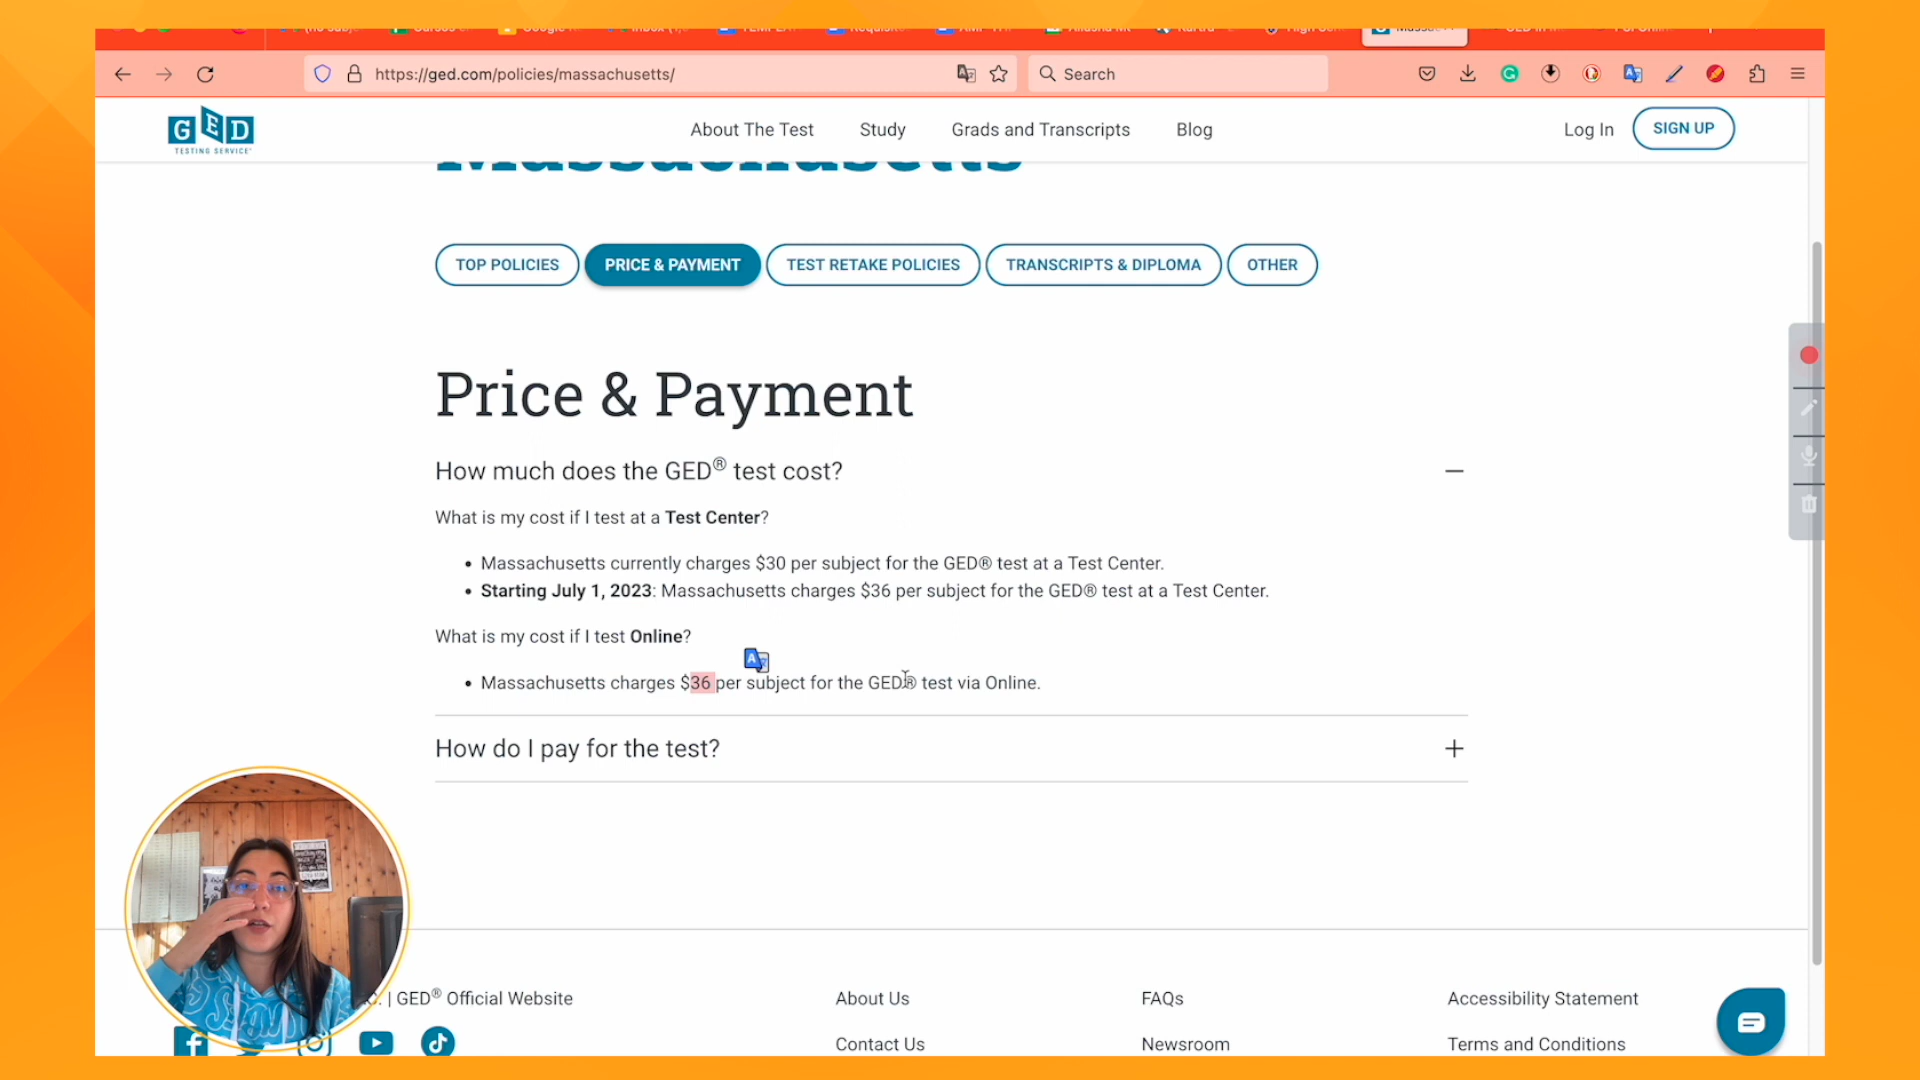 https://ged.com/policies/massachusetts/
Search
GED
TESTING SERVICE
About The Test
Study
Grads and Transcripts
Blog
Log In
SIGN UP
Massachusetts
TOP POLICIES
PRICE & PAYMENT
TEST RETAKE POLICIES
TRANSCRIPTS & DIPLOMA
OTHER
Price & Payment
How much does the GED® test cost?
What is my cost if I test at a Test Center?
• Massachusetts currently charges $30 per subject for the GED® test at a Test Center.
• Starting July 1, 2023: Massachusetts charges $36 per subject for the GED® test at a Test Center.
What is my cost if I test Online?
• Massachusetts charges $36 per subject for the GED® test via Online.
How do I pay for the test?
| GED® Official Website
About Us
FAQs
Accessibility Statement
Contact Us
Newsroom
Terms and Conditions